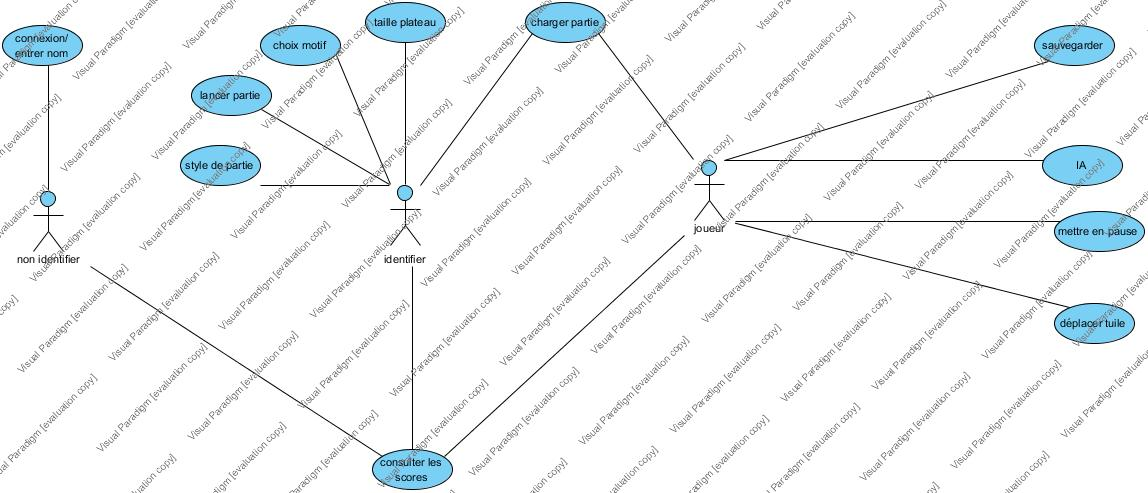 connexion/
entrer nom
choix motif
taille plateau
charger partie
sauvegarder
lancer partie
style de partie
IA
mettre en pause
déplacer tuile
non identifier
identifier
joueur
consulter les
scores
Visual Paradigm [evaluation copy]